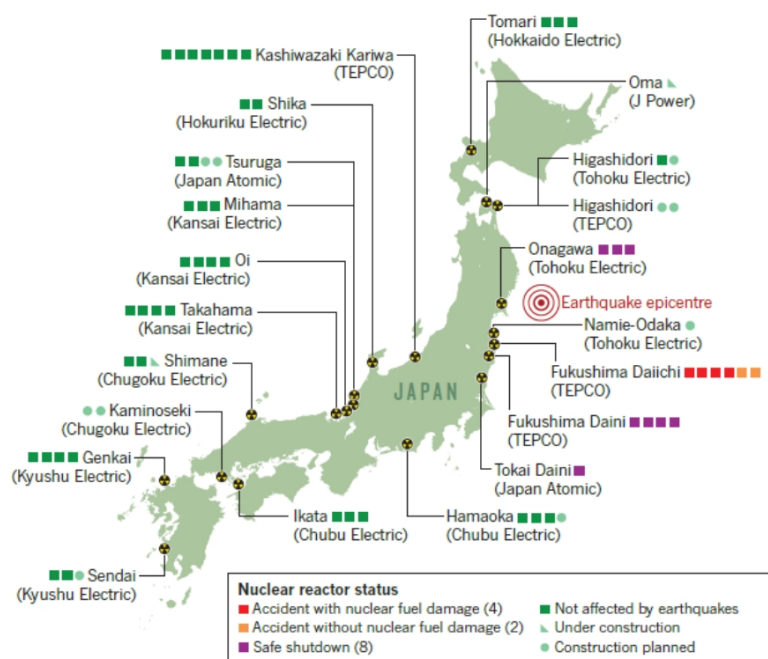 Tomari
(Hokkaido Electric)
Kashiwazaki Kariwa
(TEPCO)
Oma
(J Power)
Shika
(Hokuriku Electric)
Tsuruga
(Japan Atomic)
Higashidori
(Tohoku Electric)
Mihama
(Kansai Electric)
Higashidori
(TEPCO)
Oi
(Kansai Electric)
Onagawa
(Tohoku Electric)
Takahama
(Kansai Electric)
Earthquake epicentre
Namie-Odaka
(Tohoku Electric)
Shimane
(Chugoku Electric)
Fukushima Daiichi
(TEPCO)
JAPAN
Kaminoseki
(Chugoku Electric)
Fukushima Daini
(TEPCO)
Genkai
(Kyushu Electric)
Tokai Daini
(Japan Atomic)
Ikata
(Chubu Electric)
Hamaoka
(Chubu Electric)
Sendai
(Kyushu Electric)
Nuclear reactor status
Accident with nuclear fuel damage (4)
Accident without nuclear fuel damage (2)
Safe shutdown (8)
Not affected by earthquakes
Under construction
Construction planned